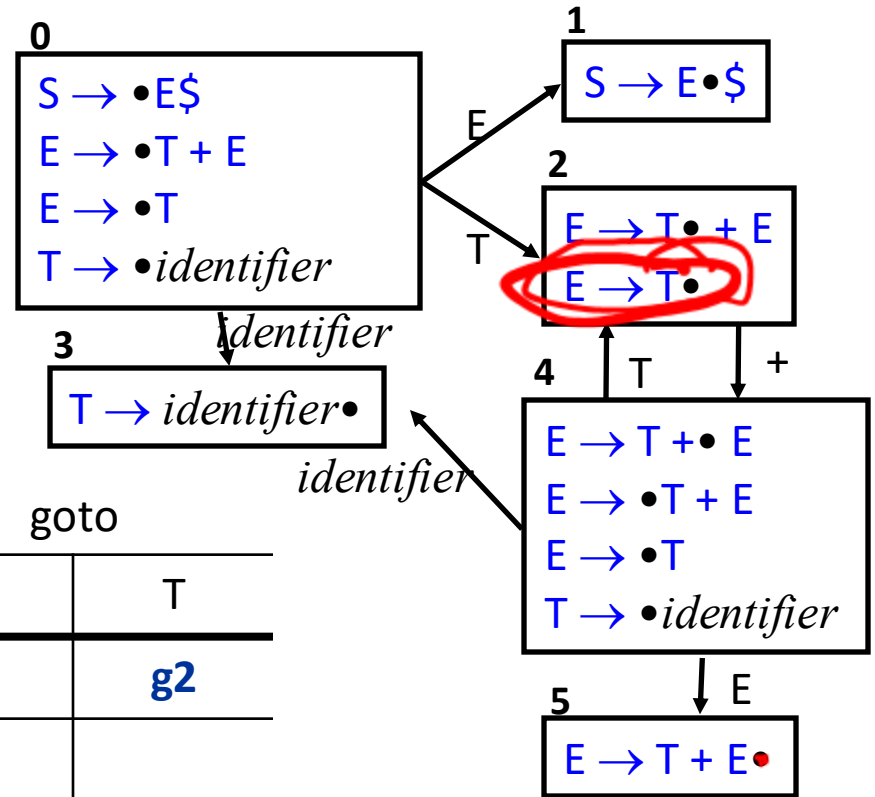 0
S → •E$
E → •T + E
E → •T
T → •identifier
E
T
1
S → E•$
2
E → T• + E
E → T•
identifier
3
T → identifier•
identifier
T
+
4
E → T +• E
E → •T + E
E → •T
T → •identifier
E
5
E → T + E•
goto
T
g2